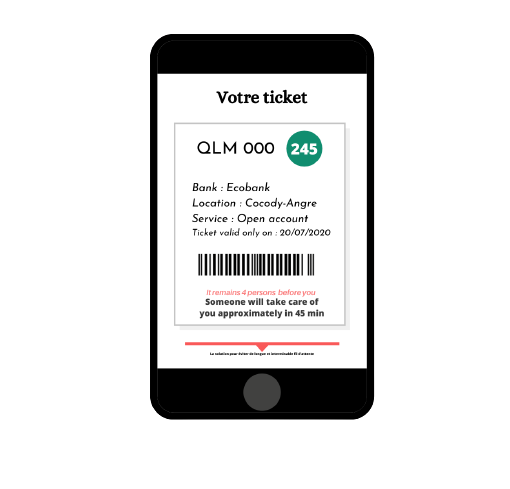 Votre ticket
QLM 000 245
Bank : Ecobank
Location : Cocody-Angre
Service : Open account
Ticket valid only on : 20/07/2020
It remains 4 persons before you
Someone will take care of
you approximately in 45 min
La solution pour éviter de longue et interminable fil d'attente